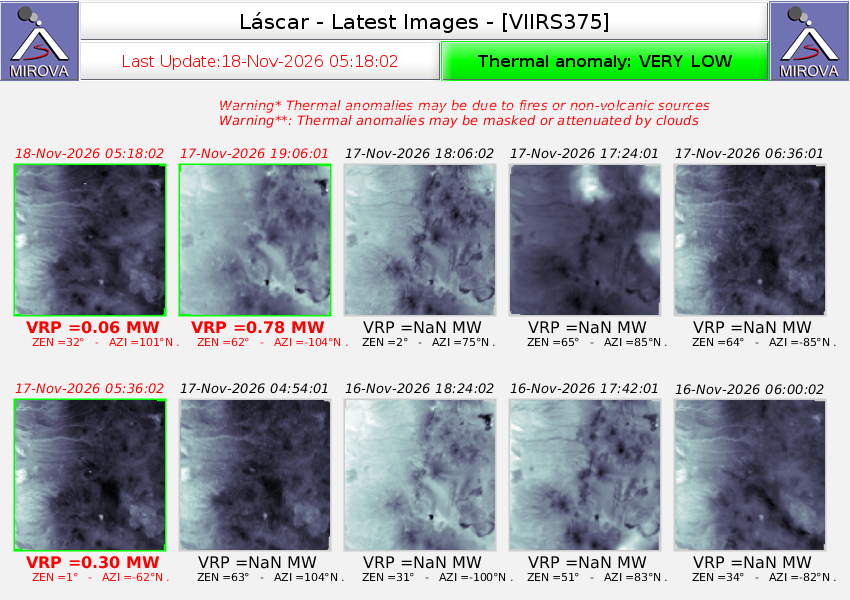 MIROVA
Láscar - Latest Images - [VIIRS375]
MIROVA
Last Update:18-Nov-2026 05:18:02
Thermal anomaly: VERY LOW
Warning* Thermal anomalies may be due to fires or non-volcanic sources
Warning**: Thermal anomalies may be masked or attenuated by clouds
18-Nov-2026 05:18:02
17-Nov-2026 19:06:01
17-Nov-2026 18:06:02
17-Nov-2026 17:24:01
17-Nov-2026 06:36:01
VRP =0.06 MW
VRP =0.78 MW
VRP =NaN MW
VRP =NaN MW
VRP =NaN MW
ZEN =32° - AZI =101°N .
ZEN =62° - AZI =-104°N .
ZEN =2° - AZI =75°N .
ZEN =65° - AZI =85°N .
ZEN =64° - AZI =-85°N .
17-Nov-2026 05:36:02
17-Nov-2026 04:54:01
16-Nov-2026 18:24:02
16-Nov-2026 17:42:01
16-Nov-2026 06:00:02
VRP =0.30 MW
VRP =NaN MW
VRP =NaN MW
VRP =NaN MW
VRP =NaN MW
ZEN =1° - AZI =-62°N .
ZEN =63° - AZI =104°N .
ZEN =31° - AZI =-100°N .
ZEN =51° - AZI =83°N .
ZEN =34° - AZI =-82°N .